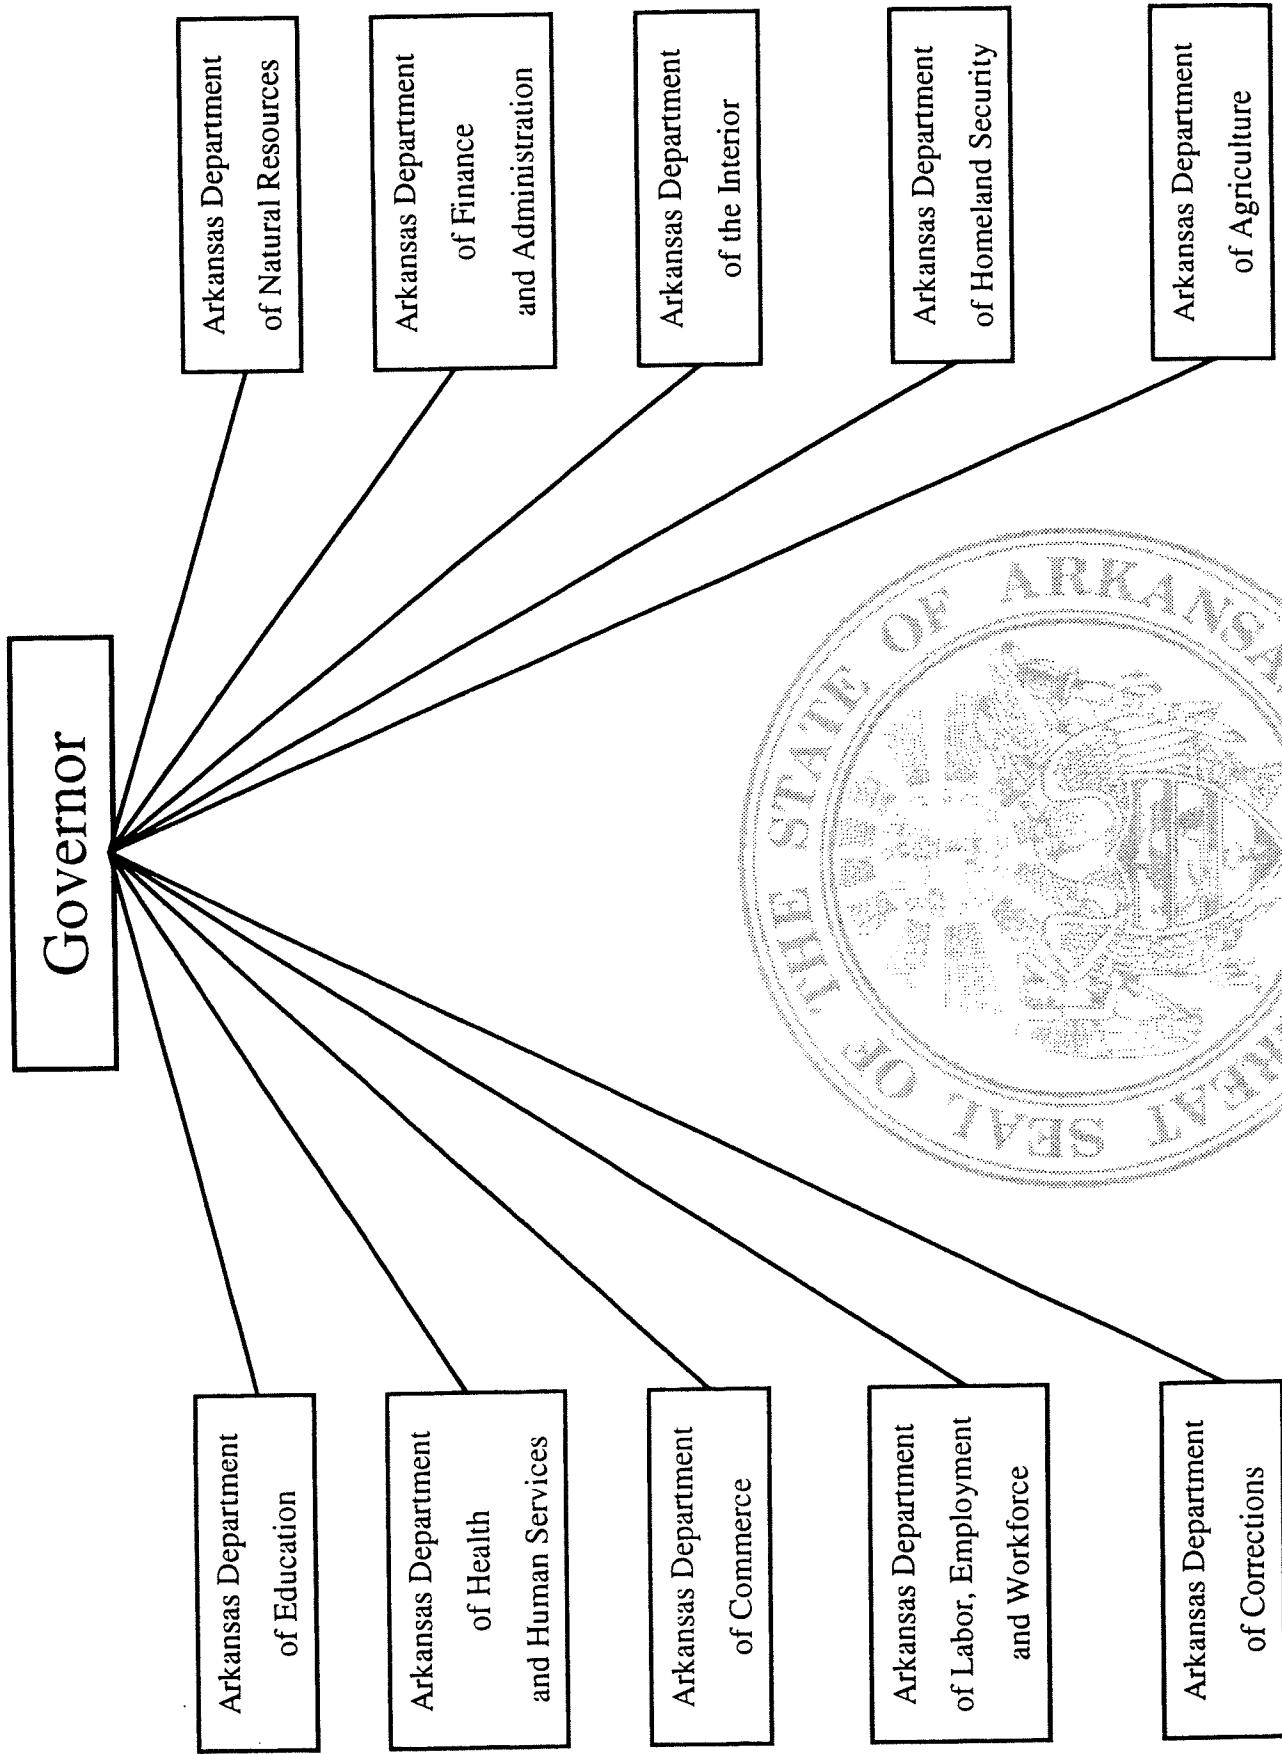 Governor
Arkansas Department
of Education
Arkansas Department
of Health
and Human Services
Arkansas Department
of Commerce
Arkansas Department
of Labor, Employment
and Workforce
Arkansas Department
of Corrections
Arkansas Department
of Natural Resources
Arkansas Department
of Finance
and Administration
Arkansas Department
of the Interior
Arkansas Department
of Homeland Security
Arkansas Department
of Agriculture
SEAL OF THE STATE OF